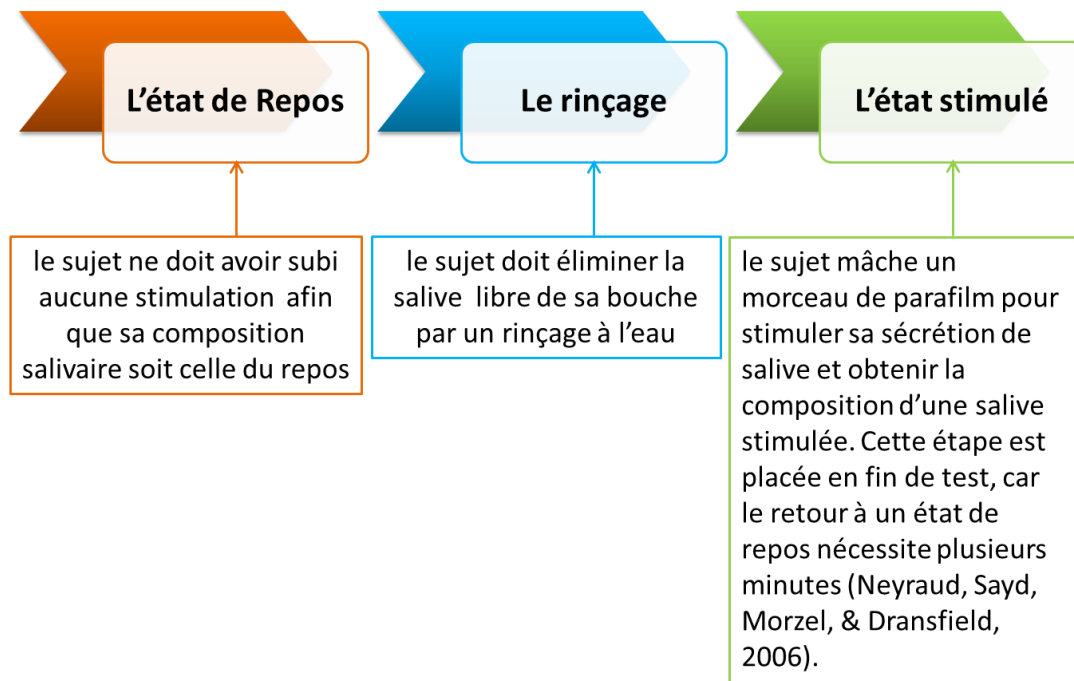 L'état de Repos
Le rinçage
L'état stimulé
le sujet ne doit avoir subi
aucune stimulation afin
que sa composition
salivaire soit celle du repos
le sujet doit éliminer la
salive libre de sa bouche
par un rinçage à l'eau
le sujet mâche un
morceau de parafilm pour
stimuler sa sécrétion de
salive et obtenir la
composition d'une salive
stimulée. Cette étape est
placée en fin de test, car
le retour à un état de
repos nécessite plusieurs
minutes (Neyraud, Sayd,
Morzel, & Dransfield,
2006).